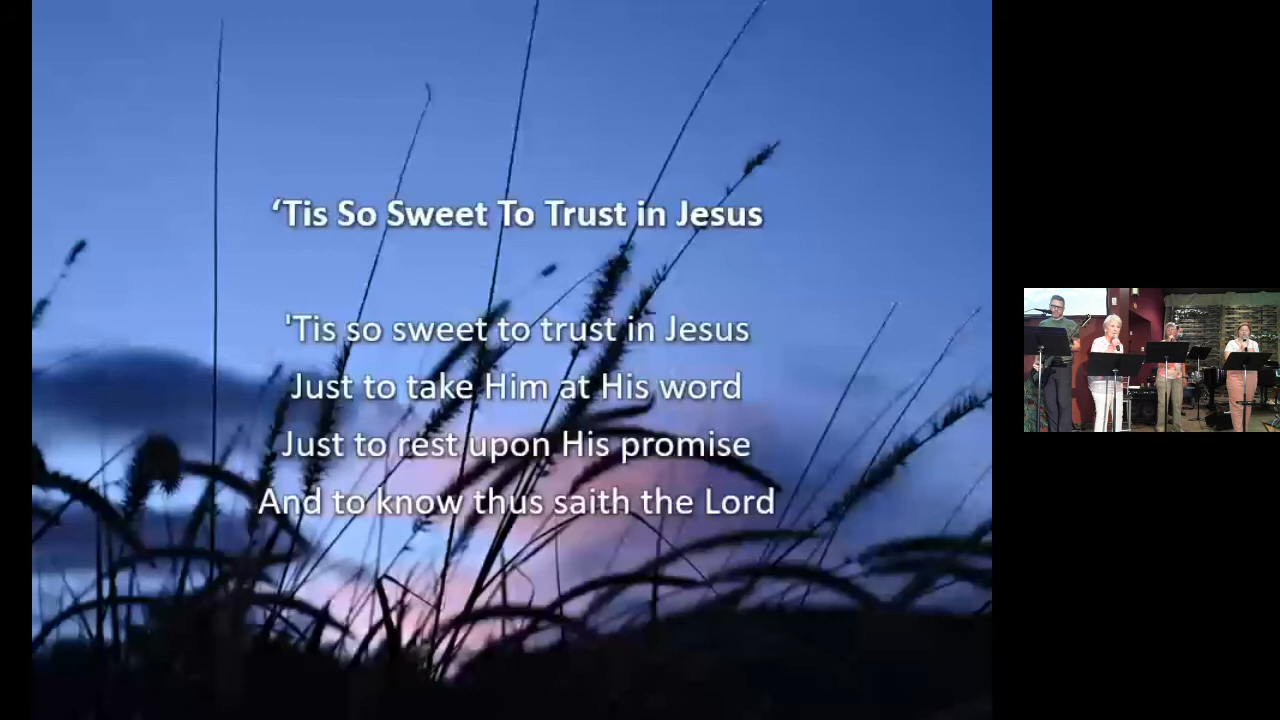 ‘Tis So Sweet To Trust in Jesus
'Tis so sweet to trust in Jesus
Just to take Him at His word
Just to rest upon His promise
And to know thus saith the Lord